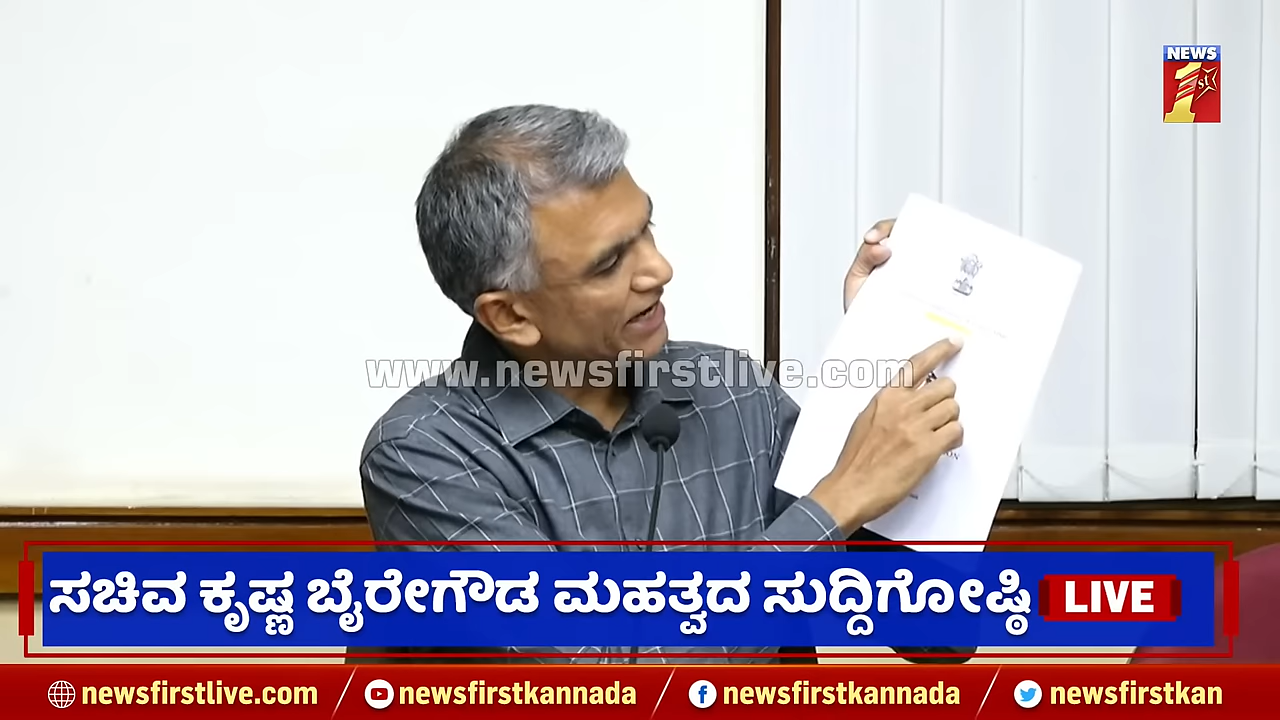 NEWS
1st
www.newsfirstlive.com
ಸಚಿವ ಕೃಷ್ಣ ಬೈರೇಗೌಡ ಮಹತ್ವದ ಸುದ್ದಿಗೋಷ್ಠಿ LIVE
newsfirstlive.com newsfirstkannada newsfirstkannada newsfirstkan